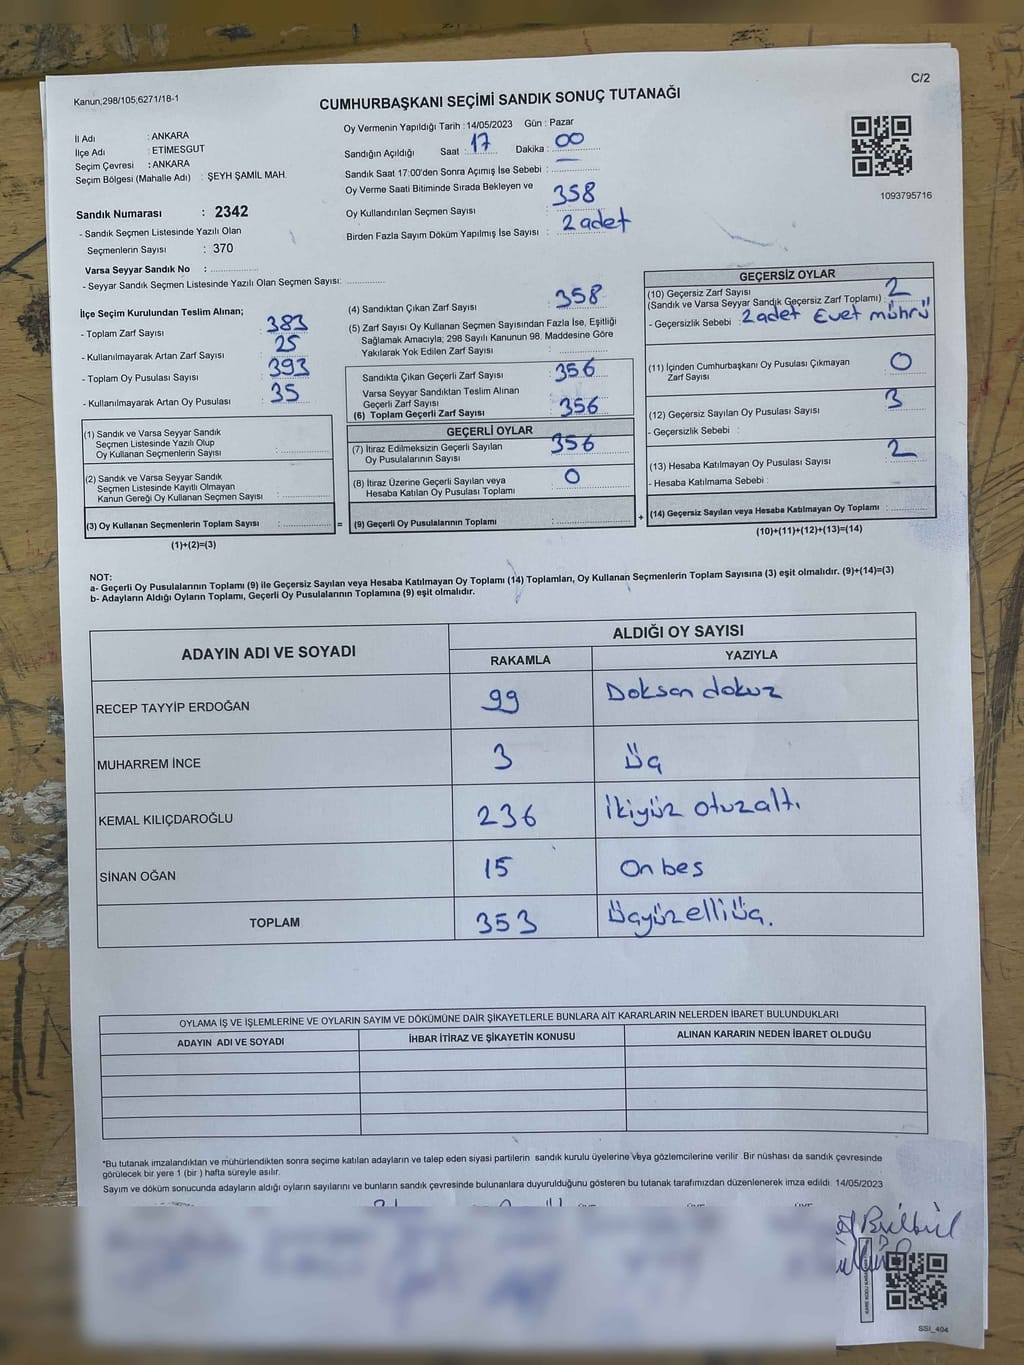 Kanun;298/105;6271/18-1
C/2
CUMHURBAŞKANI SEÇİMİ SANDIK SONUÇ TUTANAĞI
İl Adı : ANKARA
İlçe Adı : ETİMESGUT
Seçim Çevresi : ANKARA
Seçim Bölgesi (Mahalle Adı) : ŞEYH ŞAMİL MAH.
Sandık Numarası : 2342
- Sandık Seçmen Listesinde Yazılı Olan
Seçmenlerin Sayısı : 370
Varsa Seyyar Sandık No :
- Seyyar Sandık Seçmen Listesinde Yazılı Olan Seçmen Sayısı:
Oy Vermenin Yapıldığı Tarih : 14/05/2023 Gün : Pazar
Sandığın Açıldığı Saat : 17 Dakika : 00
Sandık Saat 17:00'den Sonra Açımış İse Sebebi : —
Oy Verme Saati Bitiminde Sırada Bekleyen ve
Oy Kullandırılan Seçmen Sayısı : 358
Birden Fazla Sayım Döküm Yapılmış İse Sayısı : 2 adet
1093795716
İlçe Seçim Kurulundan Teslim Alınan;
- Toplam Zarf Sayısı : 383
- Kullanılmayarak Artan Zarf Sayısı : 25
- Toplam Oy Pusulası Sayısı : 393
- Kullanılmayarak Artan Oy Pusulası : 35
(1) Sandık ve Varsa Seyyar Sandık
Seçmen Listesinde Yazılı Olup
Oy Kullanan Seçmenlerin Sayısı :
(2) Sandık ve Varsa Seyyar Sandık
Seçmen Listesinde Kayıtlı Olmayan
Kanun Gereği Oy Kullanan Seçmen Sayısı :
(3) Oy Kullanan Seçmenlerin Toplam Sayısı :
(1)+(2)=(3)
=
(4) Sandıktan Çıkan Zarf Sayısı : 358
(5) Zarf Sayısı Oy Kullanan Seçmen Sayısından Fazla İse, Eşitliği
Sağlamak Amacıyla; 298 Sayılı Kanunun 98. Maddesine Göre
Yakılarak Yok Edilen Zarf Sayısı :
Sandıkta Çıkan Geçerli Zarf Sayısı : 356
Varsa Seyyar Sandıktan Teslim Alınan
Geçerli Zarf Sayısı :
(6) Toplam Geçerli Zarf Sayısı : 356
GEÇERLİ OYLAR
(7) İtiraz Edilmeksizin Geçerli Sayılan
Oy Pusulalarının Sayısı : 356
(8) İtiraz Üzerine Geçerli Sayılan veya
Hesaba Katılan Oy Pusulası Toplamı : 0
(9) Geçerli Oy Pusulalarının Toplamı :
+
GEÇERSİZ OYLAR
(10) Geçersiz Zarf Sayısı
(Sandık ve Varsa Seyyar Sandık Geçersiz Zarf Toplamı) : 2
- Geçersizlik Sebebi : 2 adet Evet mührü
(11) İçinden Cumhurbaşkanı Oy Pusulası Çıkmayan
Zarf Sayısı : 0
(12) Geçersiz Sayılan Oy Pusulası Sayısı : 3
- Geçersizlik Sebebi :
(13) Hesaba Katılmayan Oy Pusulası Sayısı : 2
- Hesaba Katılmama Sebebi :
(14) Geçersiz Sayılan veya Hesaba Katılmayan Oy Toplamı :
(10)+(11)+(12)+(13)=(14)
NOT:
a- Geçerli Oy Pusulalarının Toplamı (9) ile Geçersiz Sayılan veya Hesaba Katılmayan Oy Toplamı (14) Toplamları, Oy Kullanan Seçmenlerin Toplam Sayısına (3) eşit olmalıdır. (9)+(14)=(3)
b- Adayların Aldığı Oyların Toplamı, Geçerli Oy Pusulalarının Toplamına (9) eşit olmalıdır.
ADAYIN ADI VE SOYADI
ALDIĞI OY SAYISI
RAKAMLA YAZIYLA
RECEP TAYYİP ERDOĞAN 99 Doksan dokuz
MUHARREM İNCE 3 Üç
KEMAL KILIÇDAROĞLU 236 İkiyüz otuzaltı
SİNAN OĞAN 15 On beş
TOPLAM 353 Üçyüzelliüç.
OYLAMA İŞ VE İŞLEMLERİNE VE OYLARIN SAYIM VE DÖKÜMÜNE DAİR ŞİKAYETLERLE BUNLARA AİT KARARLARIN NELERDEN İBARET BULUNDUKLARI
ADAYIN ADI VE SOYADI İHBAR İTİRAZ VE ŞİKAYETİN KONUSU ALINAN KARARIN NEDEN İBARET OLDUĞU
*Bu tutanak imzalandıktan ve mühürlendikten sonra seçime katılan adayların ve talep eden siyasi partilerin sandık kurulu üyelerine veya gözlemcilerine verilir. Bir nüshası da sandık çevresinde
görülecek bir yere 1 (bir ) hafta süreyle asılır.
Sayım ve döküm sonucunda adayların aldığı oyların sayılarını ve bunların sandık çevresinde bulunanlara duyurulduğunu gösteren bu tutanak tarafımızdan düzenlenerek imza edildi. 14/05/2023
Bülbül
SSI_404